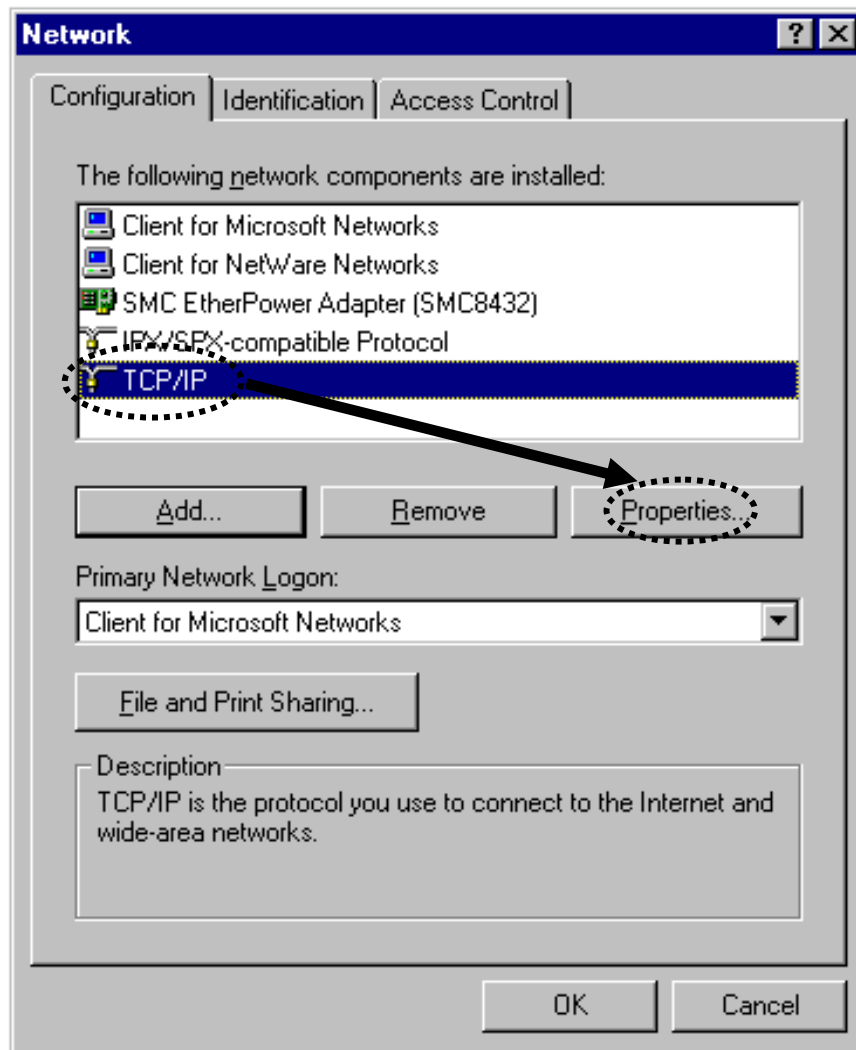 Network
Configuration Identification Access Control
The following network components are installed:
Client for Microsoft Networks
Client for NetWare Networks
SMC EtherPower Adapter (SMC8432)
IPX/SPX-compatible Protocol
TCP/IP
Add... Remove Properties...
Primary Network Logon:
Client for Microsoft Networks
File and Print Sharing...
Description
TCP/IP is the protocol you use to connect to the Internet and
wide-area networks.
OK Cancel